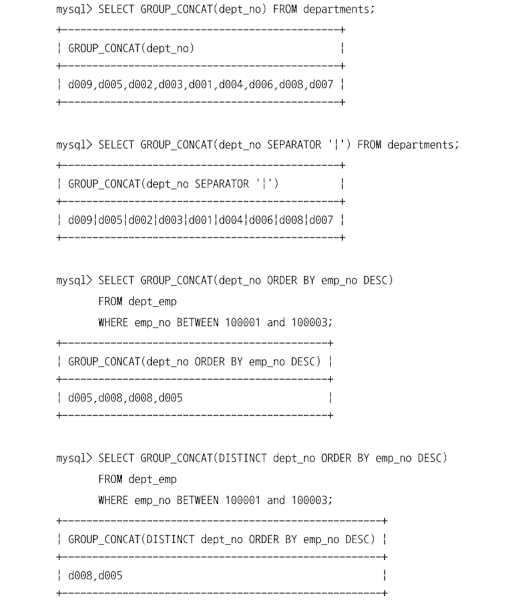 mysql> SELECT GROUP_CONCAT(dept_no) FROM departments;
+----------------------------------------------+
| GROUP_CONCAT(dept_no)                        |
+----------------------------------------------+
| d009,d005,d002,d003,d001,d004,d006,d008,d007 |
+----------------------------------------------+
mysql> SELECT GROUP_CONCAT(dept_no SEPARATOR '|') FROM departments;
+----------------------------------------------+
| GROUP_CONCAT(dept_no SEPARATOR '|')          |
+----------------------------------------------+
| d009|d005|d002|d003|d001|d004|d006|d008|d007 |
+----------------------------------------------+
mysql> SELECT GROUP_CONCAT(dept_no ORDER BY emp_no DESC)
       FROM dept_emp
       WHERE emp_no BETWEEN 100001 and 100003;
+--------------------------------------------+
| GROUP_CONCAT(dept_no ORDER BY emp_no DESC) |
+--------------------------------------------+
| d005,d008,d008,d005                        |
+--------------------------------------------+
mysql> SELECT GROUP_CONCAT(DISTINCT dept_no ORDER BY emp_no DESC)
       FROM dept_emp
       WHERE emp_no BETWEEN 100001 and 100003;
+-----------------------------------------------------+
| GROUP_CONCAT(DISTINCT dept_no ORDER BY emp_no DESC) |
+-----------------------------------------------------+
| d008,d005                                           |
+-----------------------------------------------------+